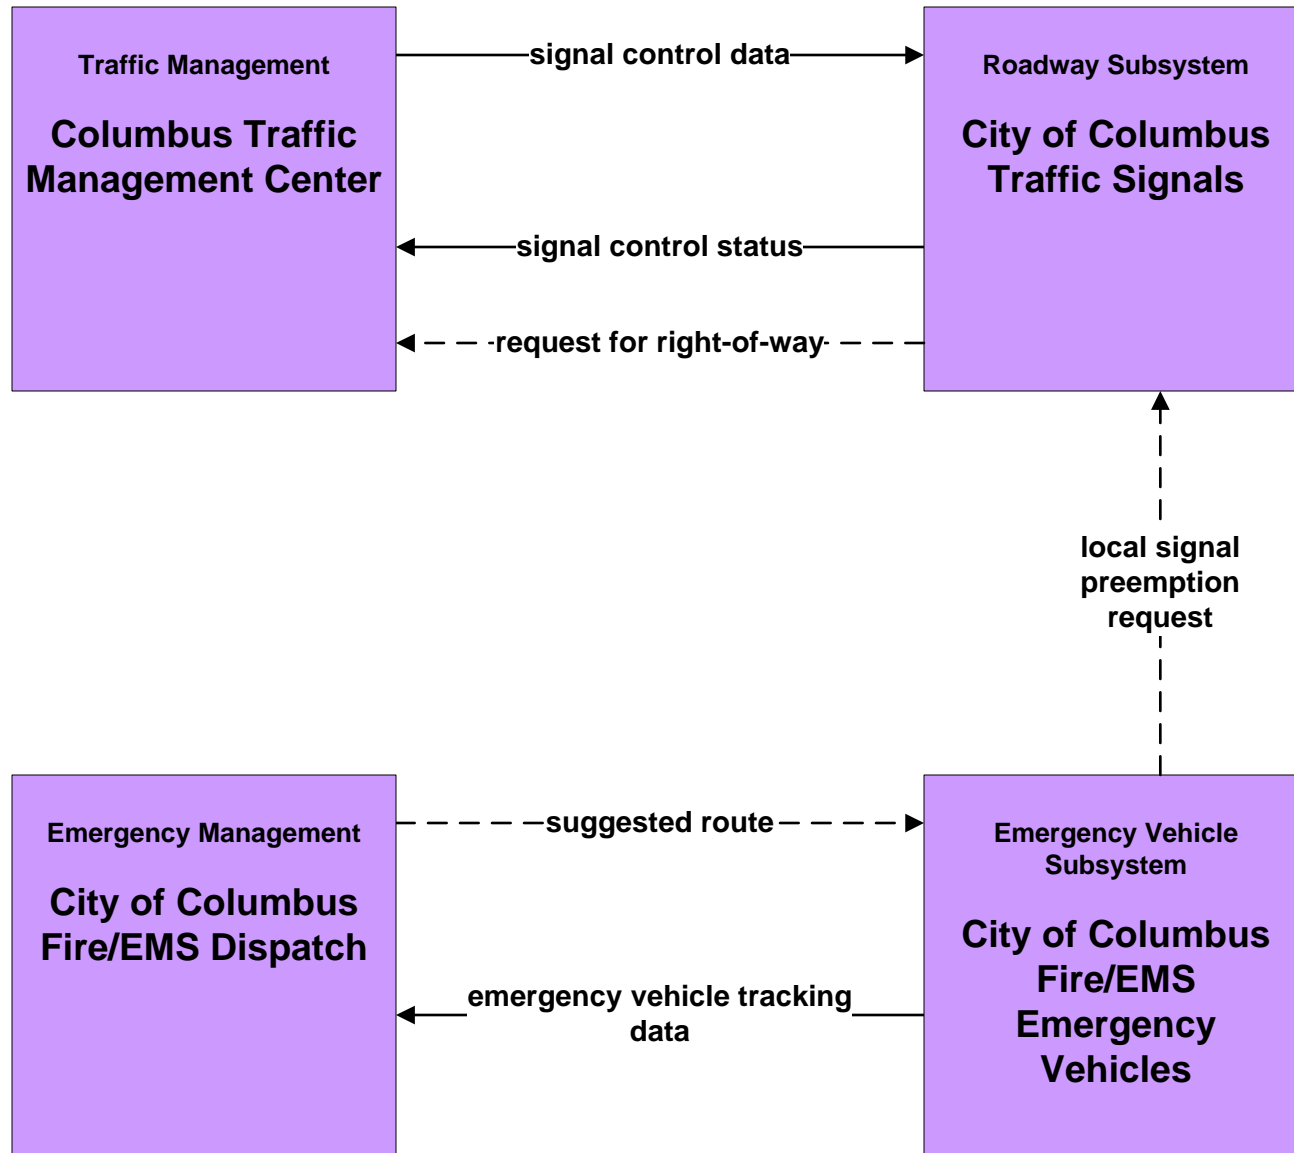 Traffic Management
Columbus Traffic
Management Center
signal control data
Roadway Subsystem
City of Columbus
Traffic Signals
signal control status
request for right-of-way
local signal
preemption
request
Emergency Management
City of Columbus
Fire/EMS Dispatch
suggested route
emergency vehicle tracking
data
Emergency Vehicle
Subsystem
City of Columbus
Fire/EMS
Emergency
Vehicles